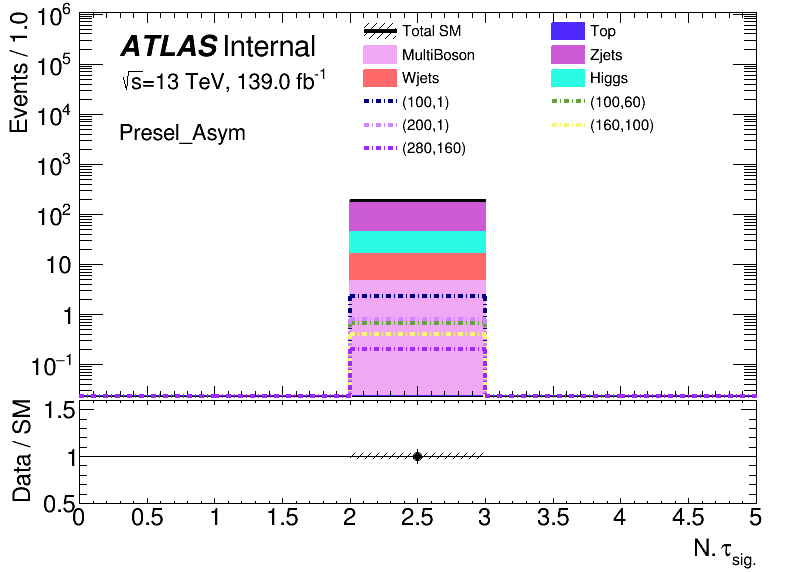 ATLAS Internal
√s=13 TeV, 139.0 fb⁻¹
Presel_Asym
Total SM
Top
MultiBoson
Zjets
Wjets
Higgs
(100,1)
(100,60)
(200,1)
(160,100)
(280,160)
Events / 1.0
10⁶
10⁵
10⁴
10³
10²
10
1
10⁻¹
Data / SM
1.5
1
0.5
0 0.5 1 1.5 2 2.5 3 3.5 4 4.5 5
N. τsig.